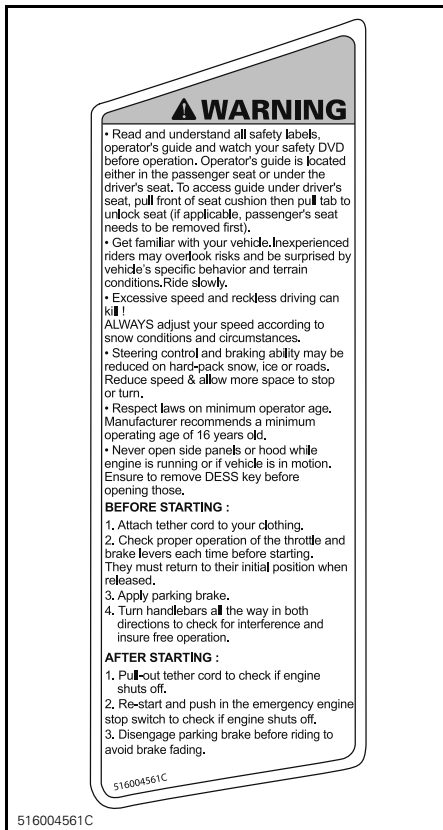 WARNING
• Read and understand all safety labels,
operator's guide and watch your safety DVD
before operation. Operator's guide is located
either in the passenger seat or under the
driver's seat. To access guide under driver's
seat, pull front of seat cushion then pull tab to
unlock seat (if applicable, passenger's seat
needs to be removed first).
• Get familiar with your vehicle.Inexperienced
riders may overlook risks and be surprised by
vehicle's specific behavior and terrain
conditions.Ride slowly.
• Excessive speed and reckless driving can
kill !
ALWAYS adjust your speed according to
snow conditions and circumstances.
• Steering control and braking ability may be
reduced on hard-pack snow, ice or roads.
Reduce speed & allow more space to stop
or turn.
• Respect laws on minimum operator age.
Manufacturer recommends a minimum
operating age of 16 years old.
• Never open side panels or hood while
engine is running or if vehicle is in motion.
Ensure to remove DESS key before
opening those.
BEFORE STARTING :
1. Attach tether cord to your clothing.
2. Check proper operation of the throttle and
brake levers each time before starting.
They must return to their initial position when
released.
3. Apply parking brake.
4. Turn handlebars all the way in both
directions to check for interference and
insure free operation.
AFTER STARTING :
1. Pull-out tether cord to check if engine
shuts off.
2. Re-start and push in the emergency engine
stop switch to check if engine shuts off.
3. Disengage parking brake before riding to
avoid brake fading.
516004561C
516004561C